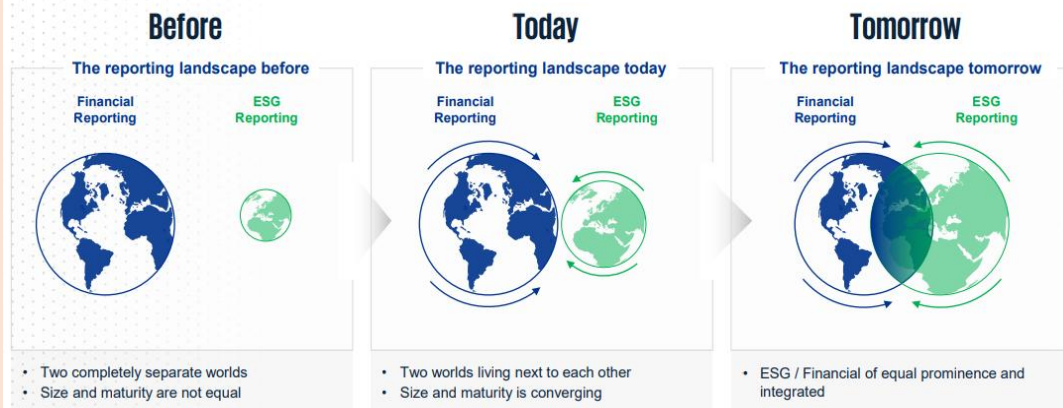 Before
The reporting landscape before
Financial
Reporting
ESG
Reporting
• Two completely separate worlds
• Size and maturity are not equal
Today
The reporting landscape today
Financial
Reporting
ESG
Reporting
• Two worlds living next to each other
• Size and maturity is converging
Tomorrow
The reporting landscape tomorrow
Financial
Reporting
ESG
Reporting
• ESG / Financial of equal prominence and
integrated